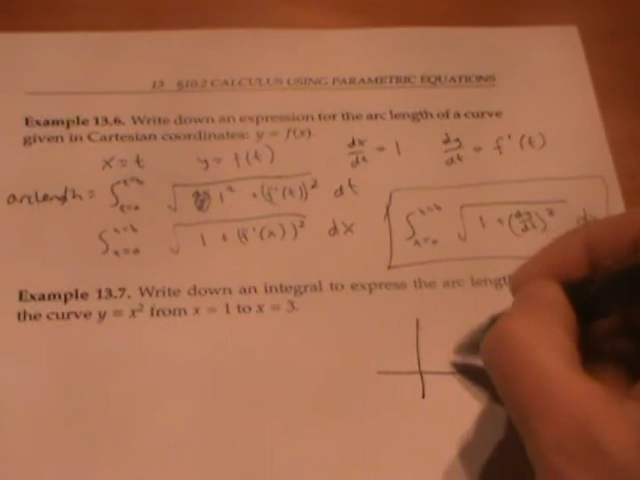 13 §10.2 CALCULUS USING PARAMETRIC EQUATIONS
Example 13.6. Write down an expression for the arc length of a curve
given in Cartesian coordinates: y = f(x).
x = t y = f(t) dx/dt = 1 dy/dt = f'(t)
arclength = ∫ √(1² + (f'(t))²) dt
∫ √(1 + (f'(x))²) dx
∫ √(1 + (dy/dx)²)
Example 13.7. Write down an integral to express the arc length
the curve y = x² from x = 1 to x = 3.